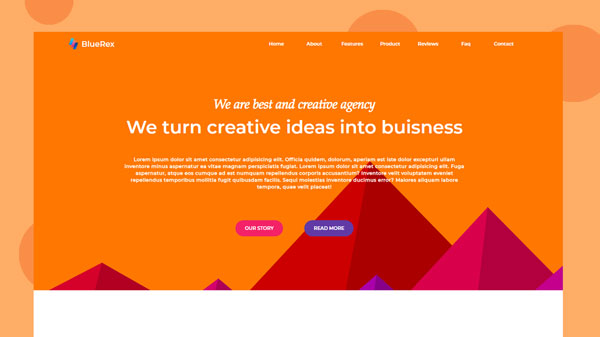 BlueRex
Home About Features Product Reviews Faq Contact
We are best and creative agency
We turn creative ideas into buisness
Lorem ipsum dolor sit amet consectetur adipisicing elit. Officia quidem, dolorum, aperiam est iste dolor excepturi ullam
inventore minus aspernatur ea vitae magnam perspiciatis fugiat. Corporis ipsum dolor sit amet consectetur adipisicing elit. Fuga
aspernatur, atque eos cumque ad est numquam repellendus corporis accusantium? Inventore velit eveniet expedita
repellendus temporibus mollitia fugit quibusdam facilis. Sequi molestias inventore ducimus error? Maiores aliquam labore
tempora, quae velit placeat!
OUR STORY READ MORE